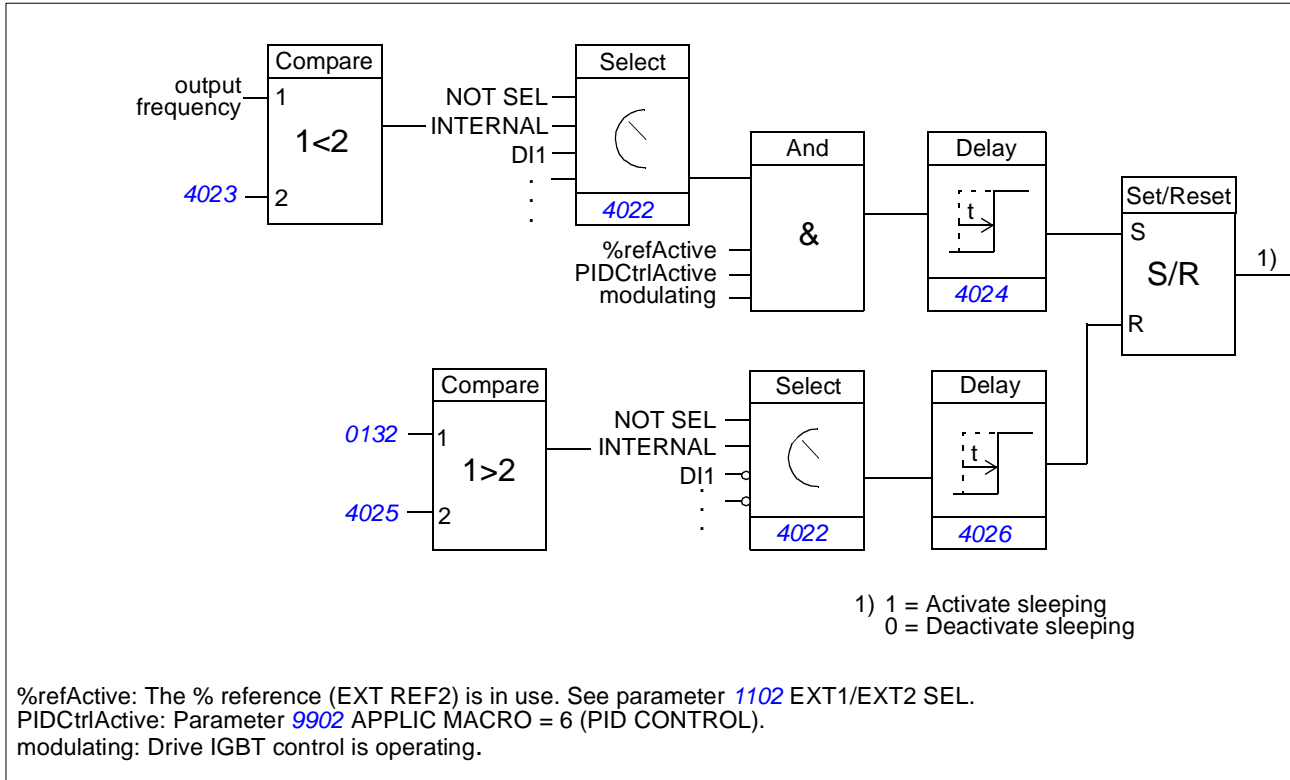 Compare
output
frequency
1
1<2
4023
2
Select
NOT SEL
INTERNAL
DI1
.
.
.
4022
And
&
%refActive
PIDCtrlActive
modulating
Delay
t
4024
Set/Reset
S
S/R
R
1)
Compare
0132
1
1>2
4025
2
Select
NOT SEL
INTERNAL
DI1
.
.
.
4022
Delay
t
4026
1) 1 = Activate sleeping
0 = Deactivate sleeping
%refActive: The % reference (EXT REF2) is in use. See parameter 1102 EXT1/EXT2 SEL.
PIDCtrlActive: Parameter 9902 APPLIC MACRO = 6 (PID CONTROL).
modulating: Drive IGBT control is operating.